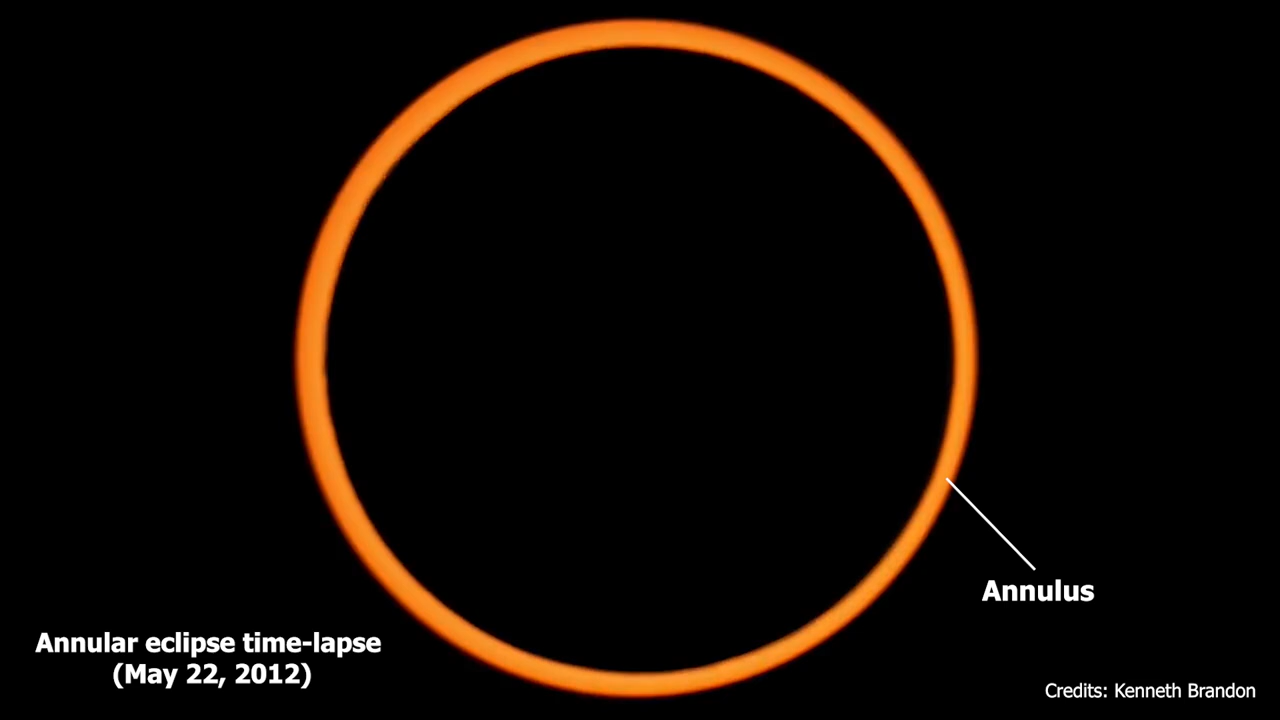 Annulus
Annular eclipse time-lapse
(May 22, 2012)
Credits: Kenneth Brandon